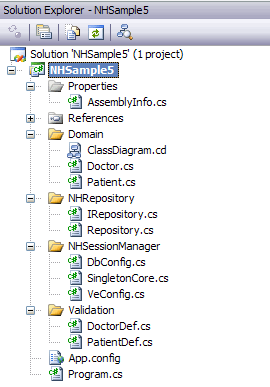 Solution Explorer - NHSample5
Solution 'NHSample5' (1 project)
NHSample5
Properties
AssemblyInfo.cs
References
Domain
ClassDiagram.cd
Doctor.cs
Patient.cs
NHRepository
IRepository.cs
Repository.cs
NHSessionManager
DbConfig.cs
SingletonCore.cs
VeConfig.cs
Validation
DoctorDef.cs
PatientDef.cs
App.config
Program.cs